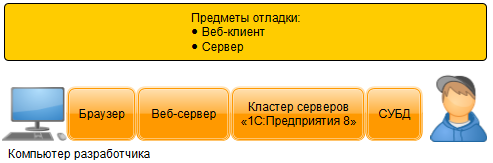 Предметы отладки:
● Веб-клиент
● Сервер
Браузер
Веб-сервер
Кластер серверов
«1С:Предприятия 8»
СУБД
Компьютер разработчика